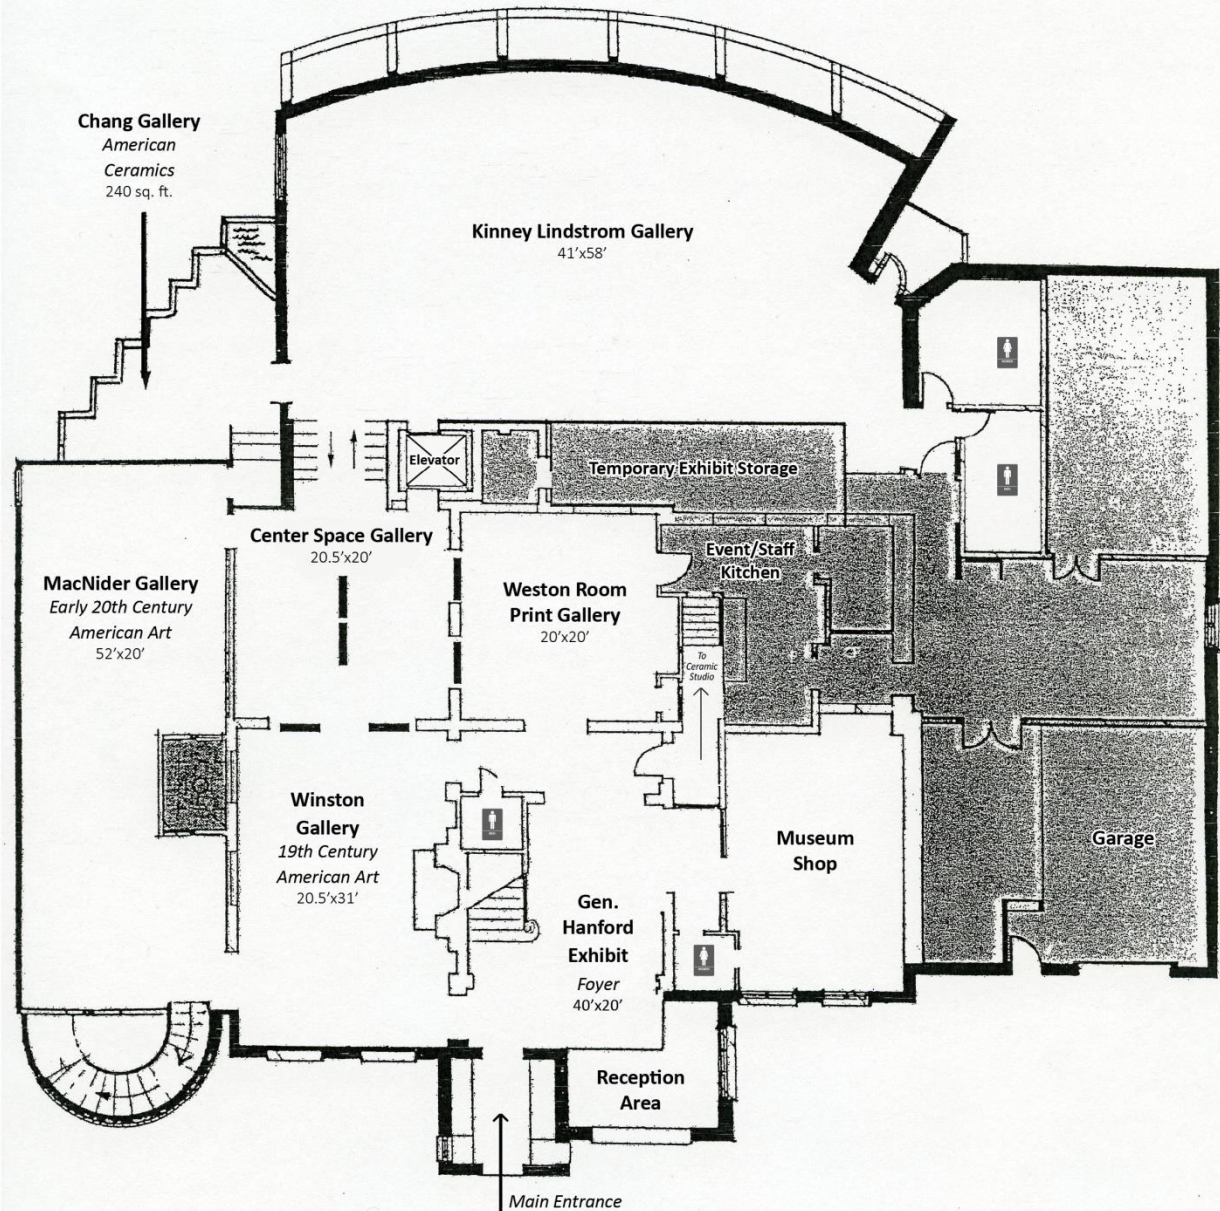 Chang Gallery
American
Ceramics
240 sq. ft.
Kinney Lindstrom Gallery
41’x58’
Elevator
Temporary Exhibit Storage
Center Space Gallery
20.5’x20’
Event/Staff
Kitchen
MacNider Gallery
Early 20th Century
American Art
52’x20’
Weston Room
Print Gallery
20’x20’
To
Ceramic
Studio
Winston
Gallery
19th Century
American Art
20.5’x31’
Museum
Shop
Garage
Gen.
Hanford
Exhibit
Foyer
40’x20’
Reception
Area
Main Entrance